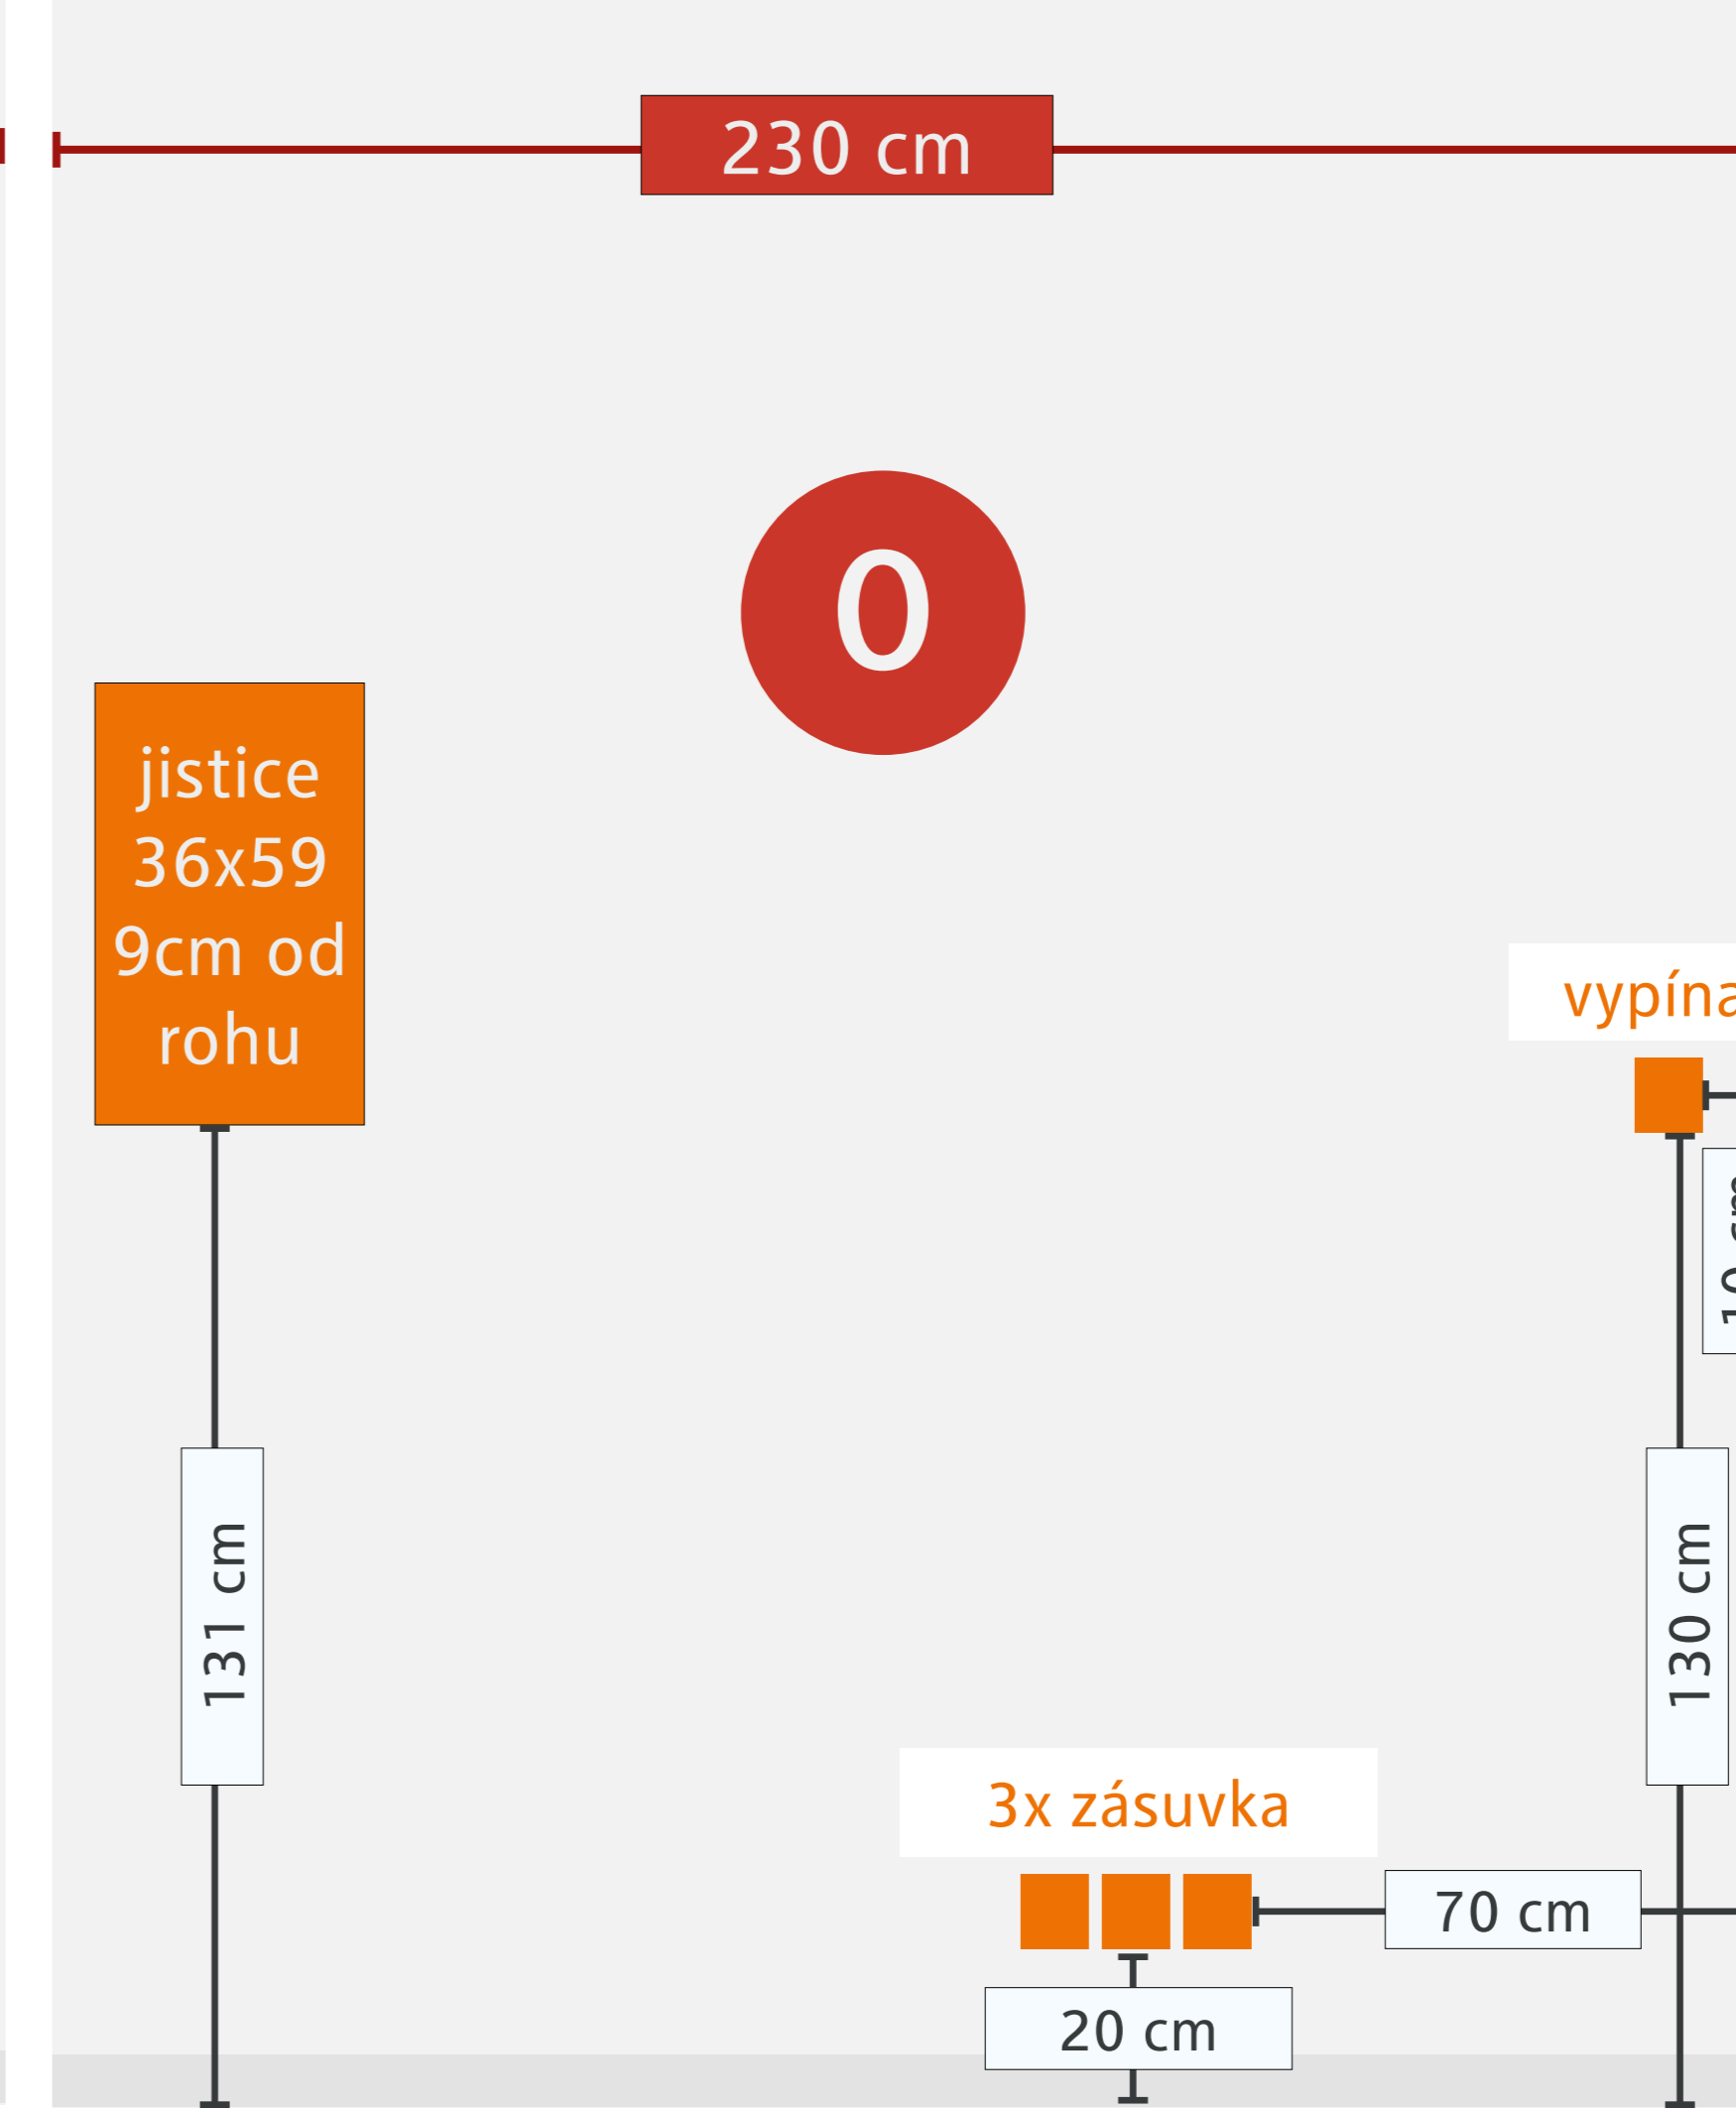 230 cm
0
jistice
36x59
9cm od
rohu
131 cm
130 cm
3x zásuvka
70 cm
20 cm